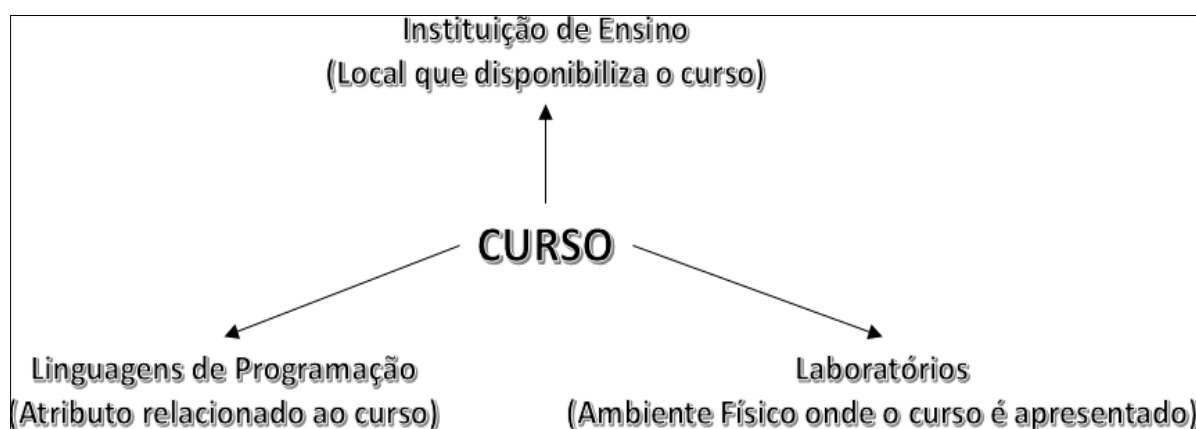 Instituição de Ensino
(Local que disponibiliza o curso)
CURSO
Linguagens de Programação
(Atributo relacionado ao curso)
Laboratórios
(Ambiente Físico onde o curso é apresentado)